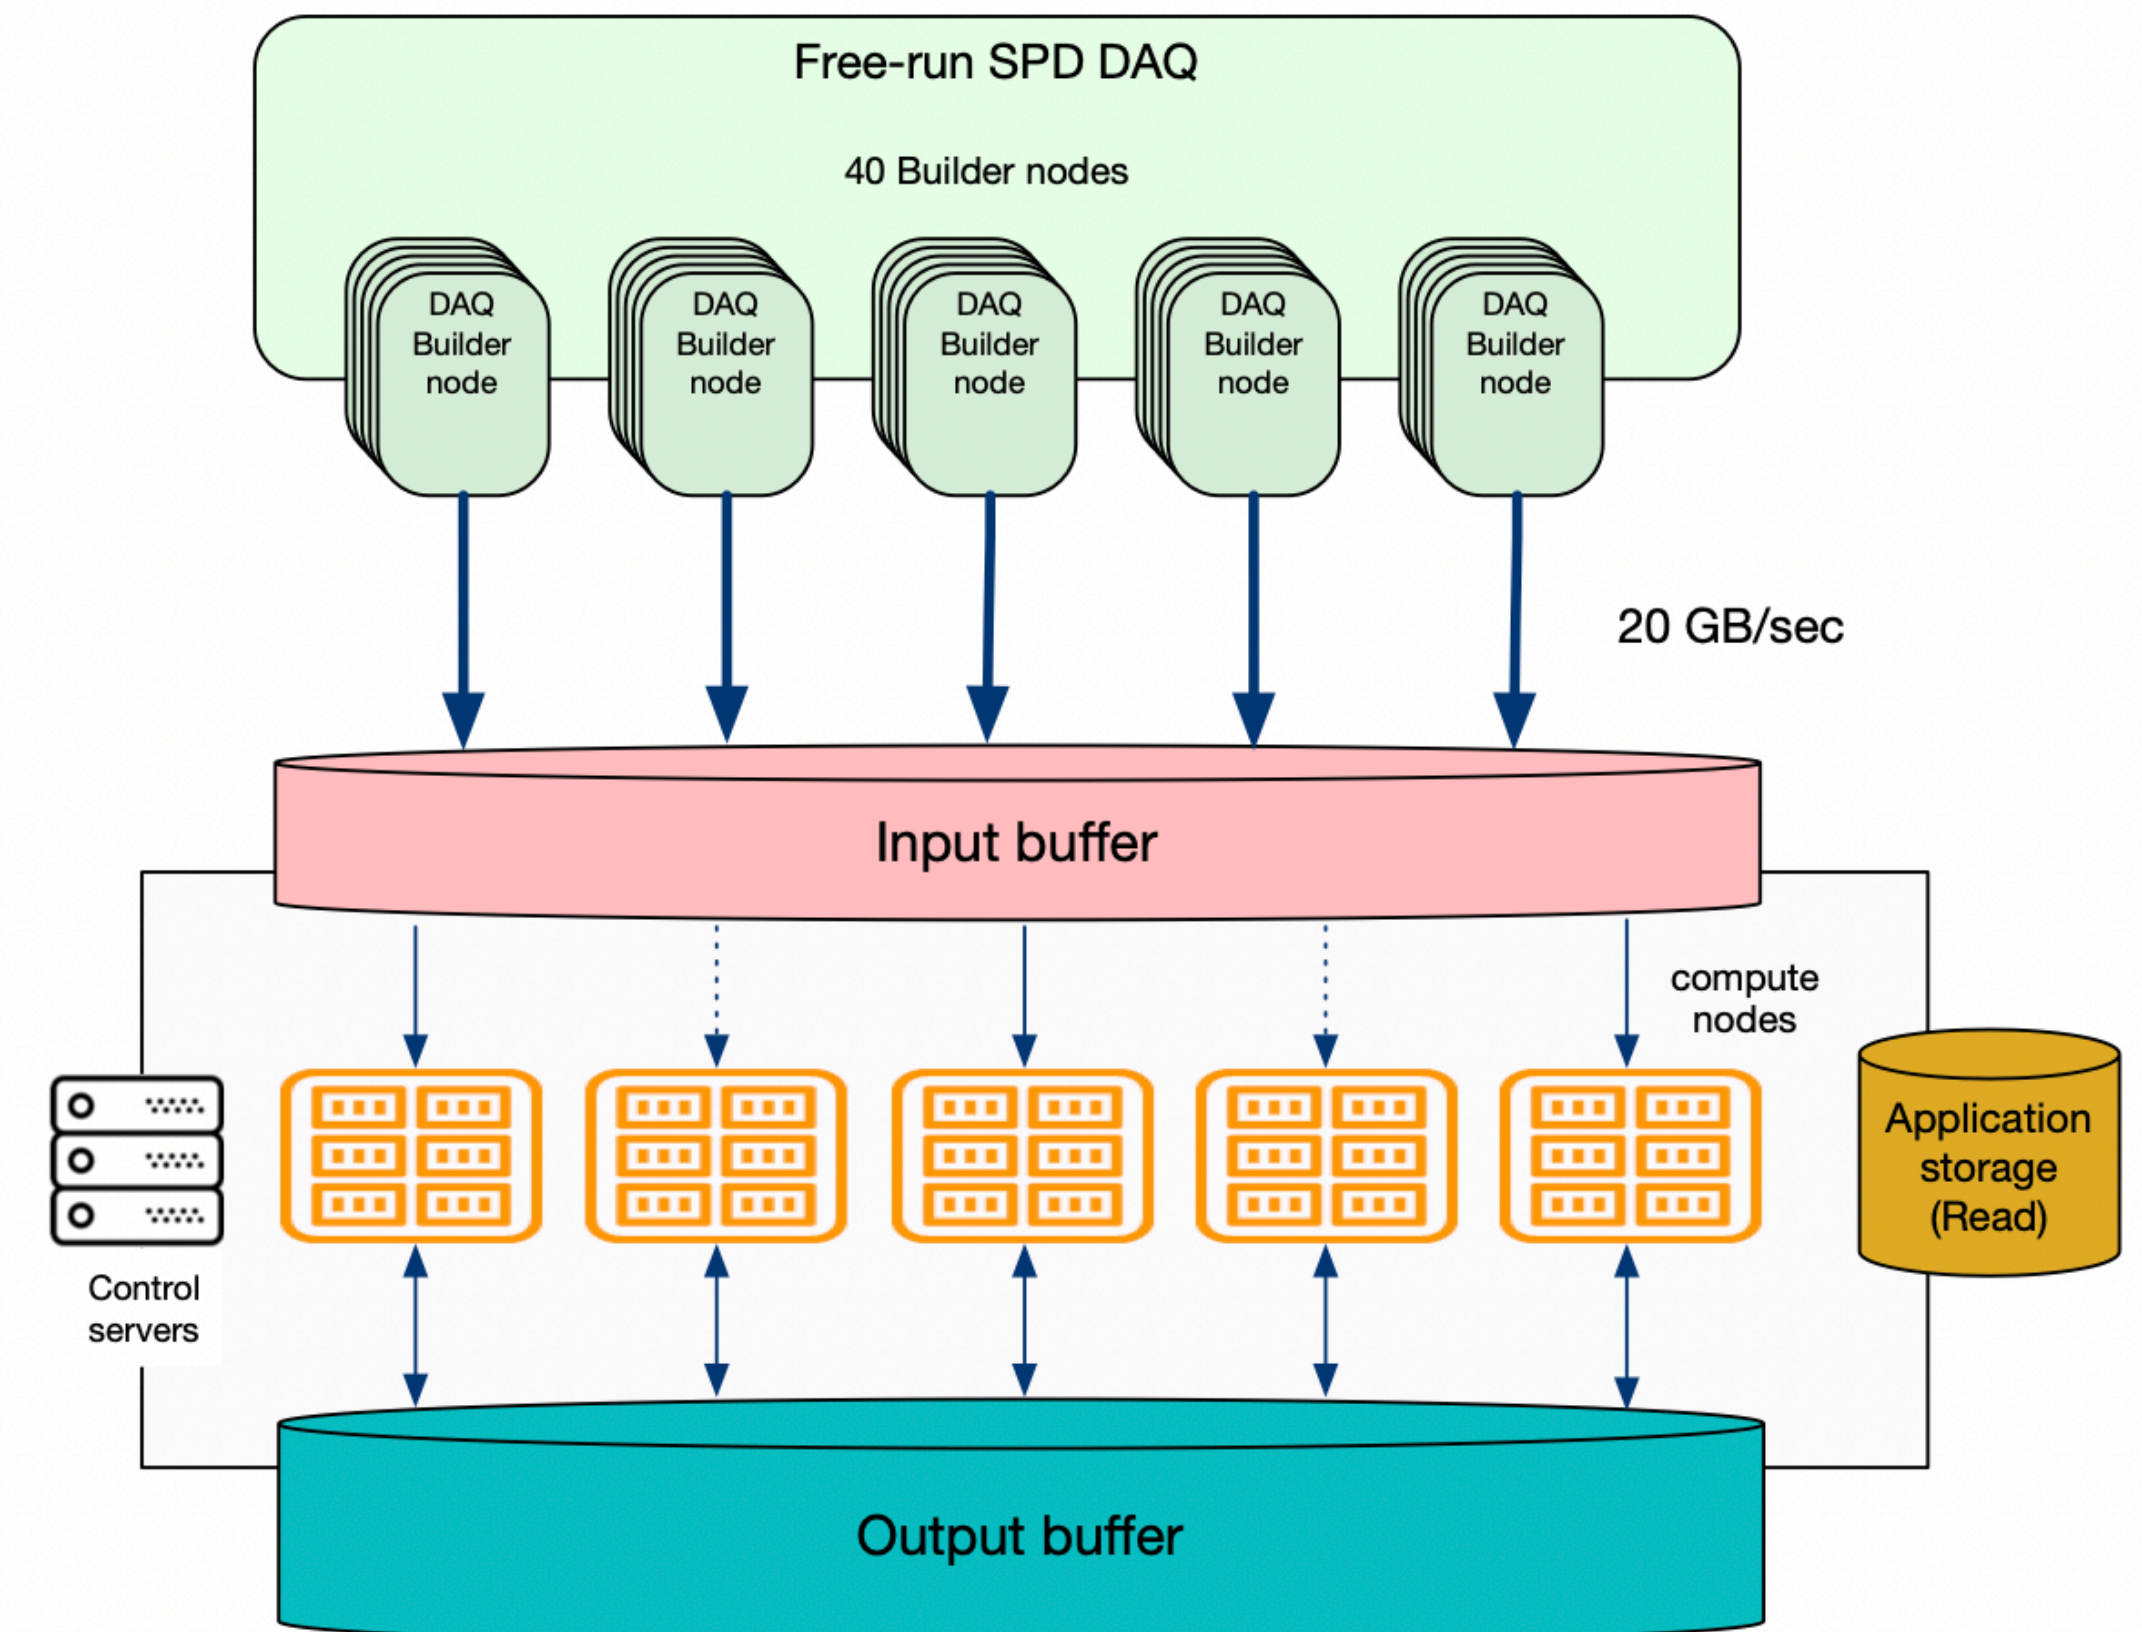 Free-run SPD DAQ
40 Builder nodes
DAQ
Builder
node
DAQ
Builder
node
DAQ
Builder
node
DAQ
Builder
node
DAQ
Builder
node
20 GB/sec
Input buffer
compute
nodes
Control
servers
Application
storage
(Read)
Output buffer